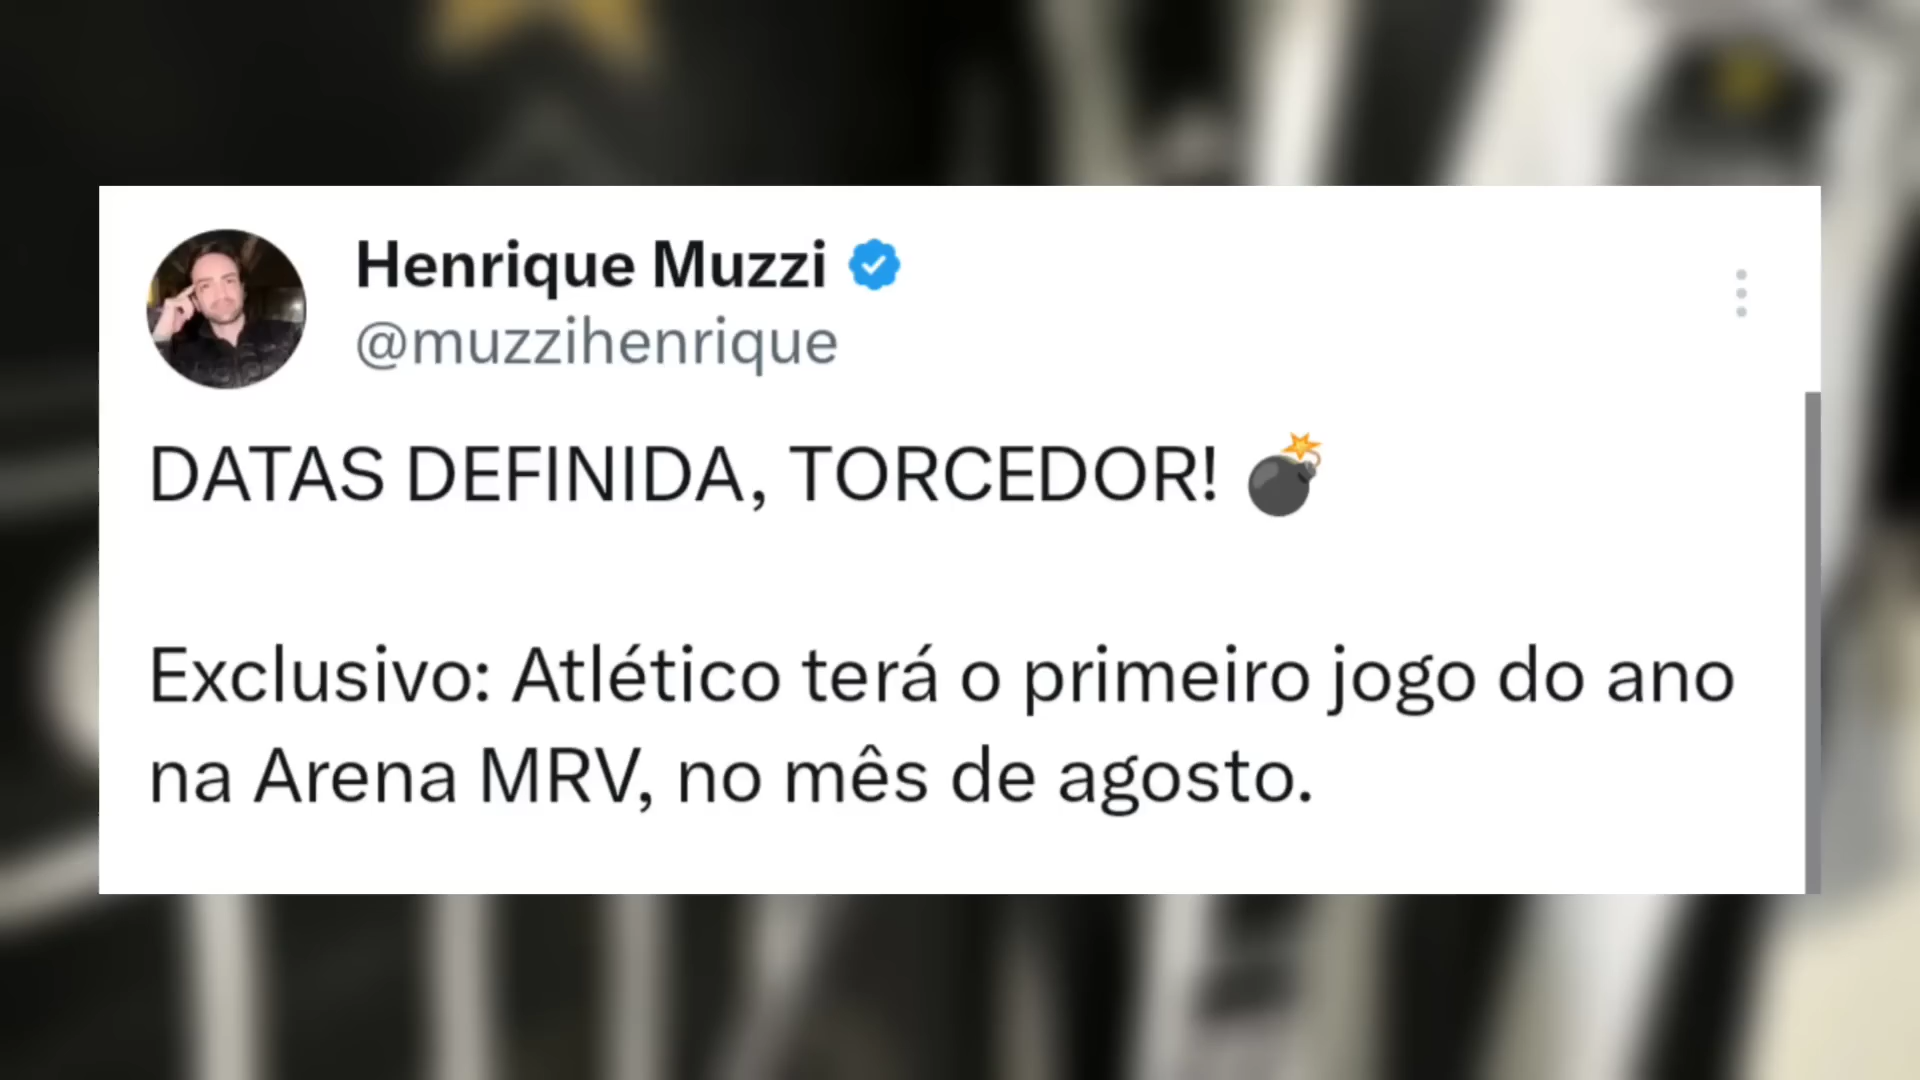 Henrique Muzzi
@muzzihenrique
DATAS DEFINIDA, TORCEDOR! 💣
Exclusivo: Atlético terá o primeiro jogo do ano
na Arena MRV, no mês de agosto.